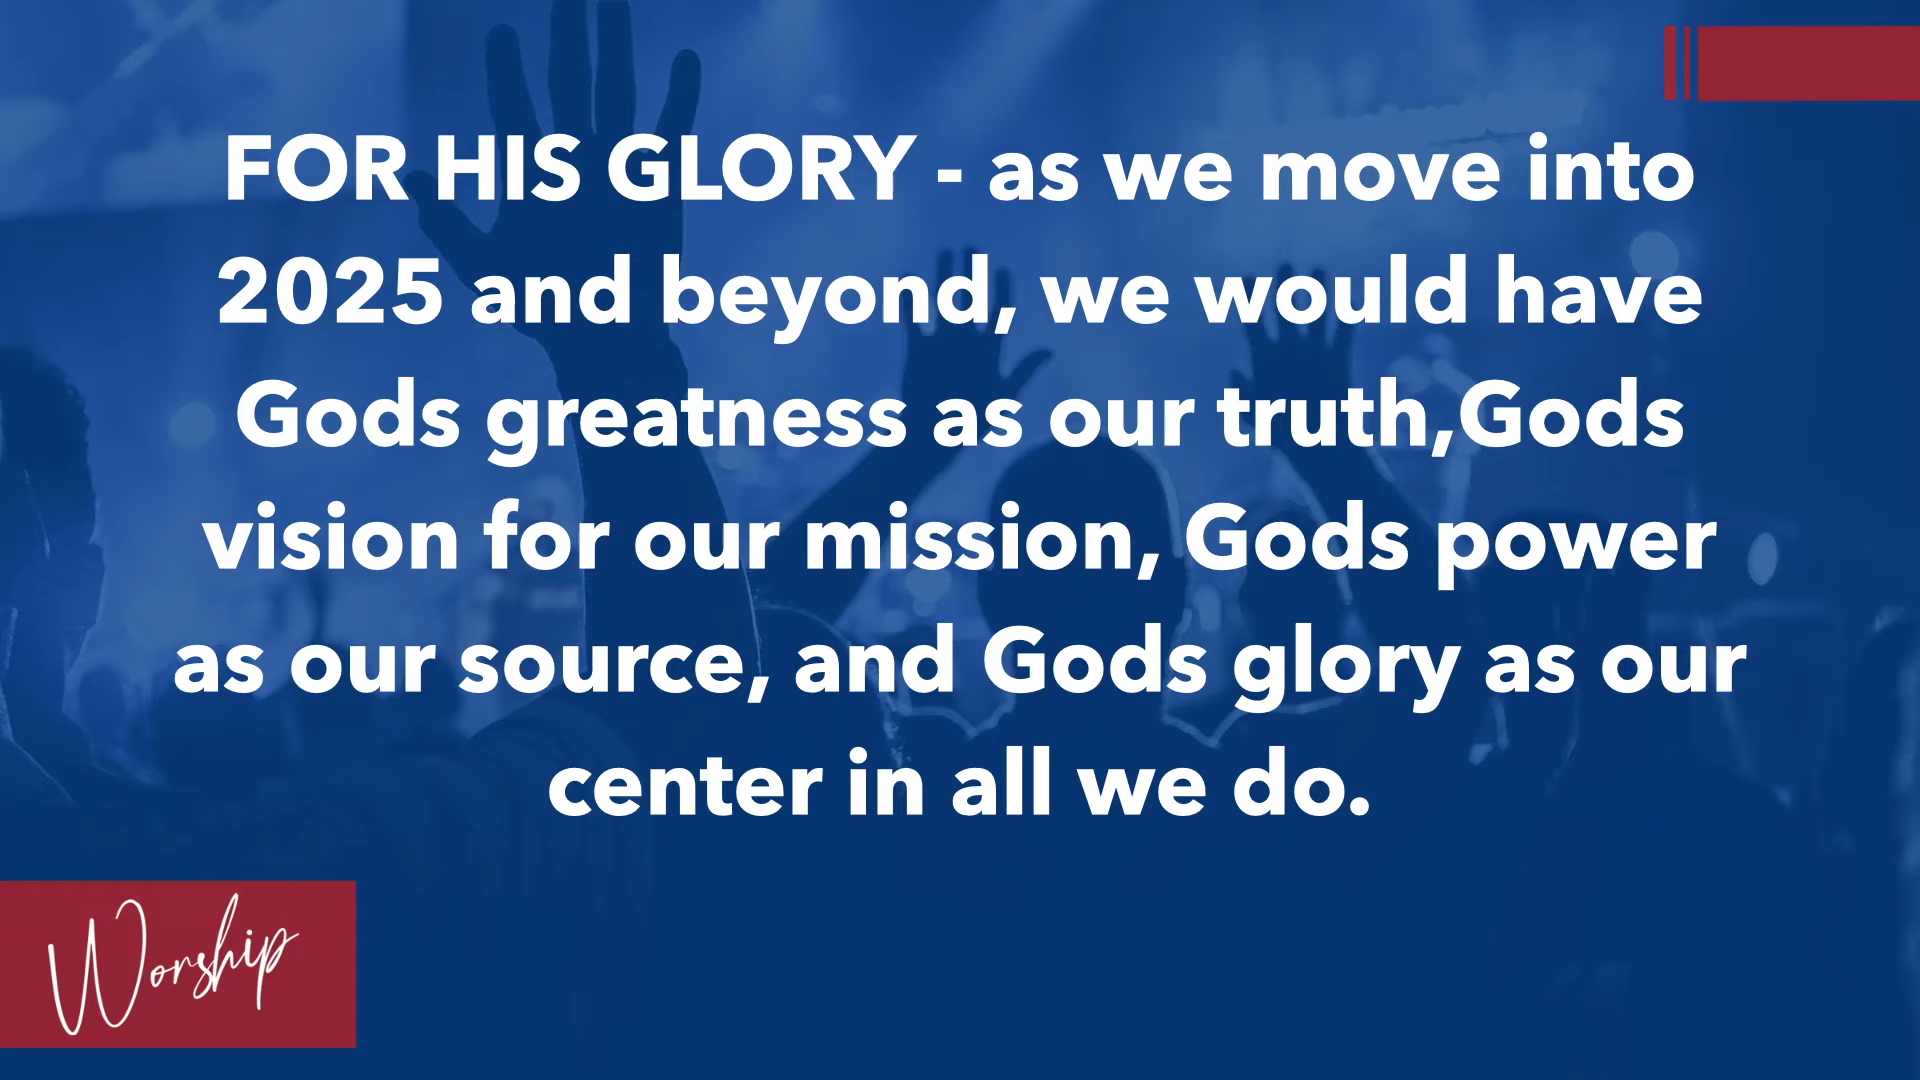 FOR HIS GLORY - as we move into
2025 and beyond, we would have
Gods greatness as our truth,Gods
vision for our mission, Gods power
as our source, and Gods glory as our
center in all we do.
Worship